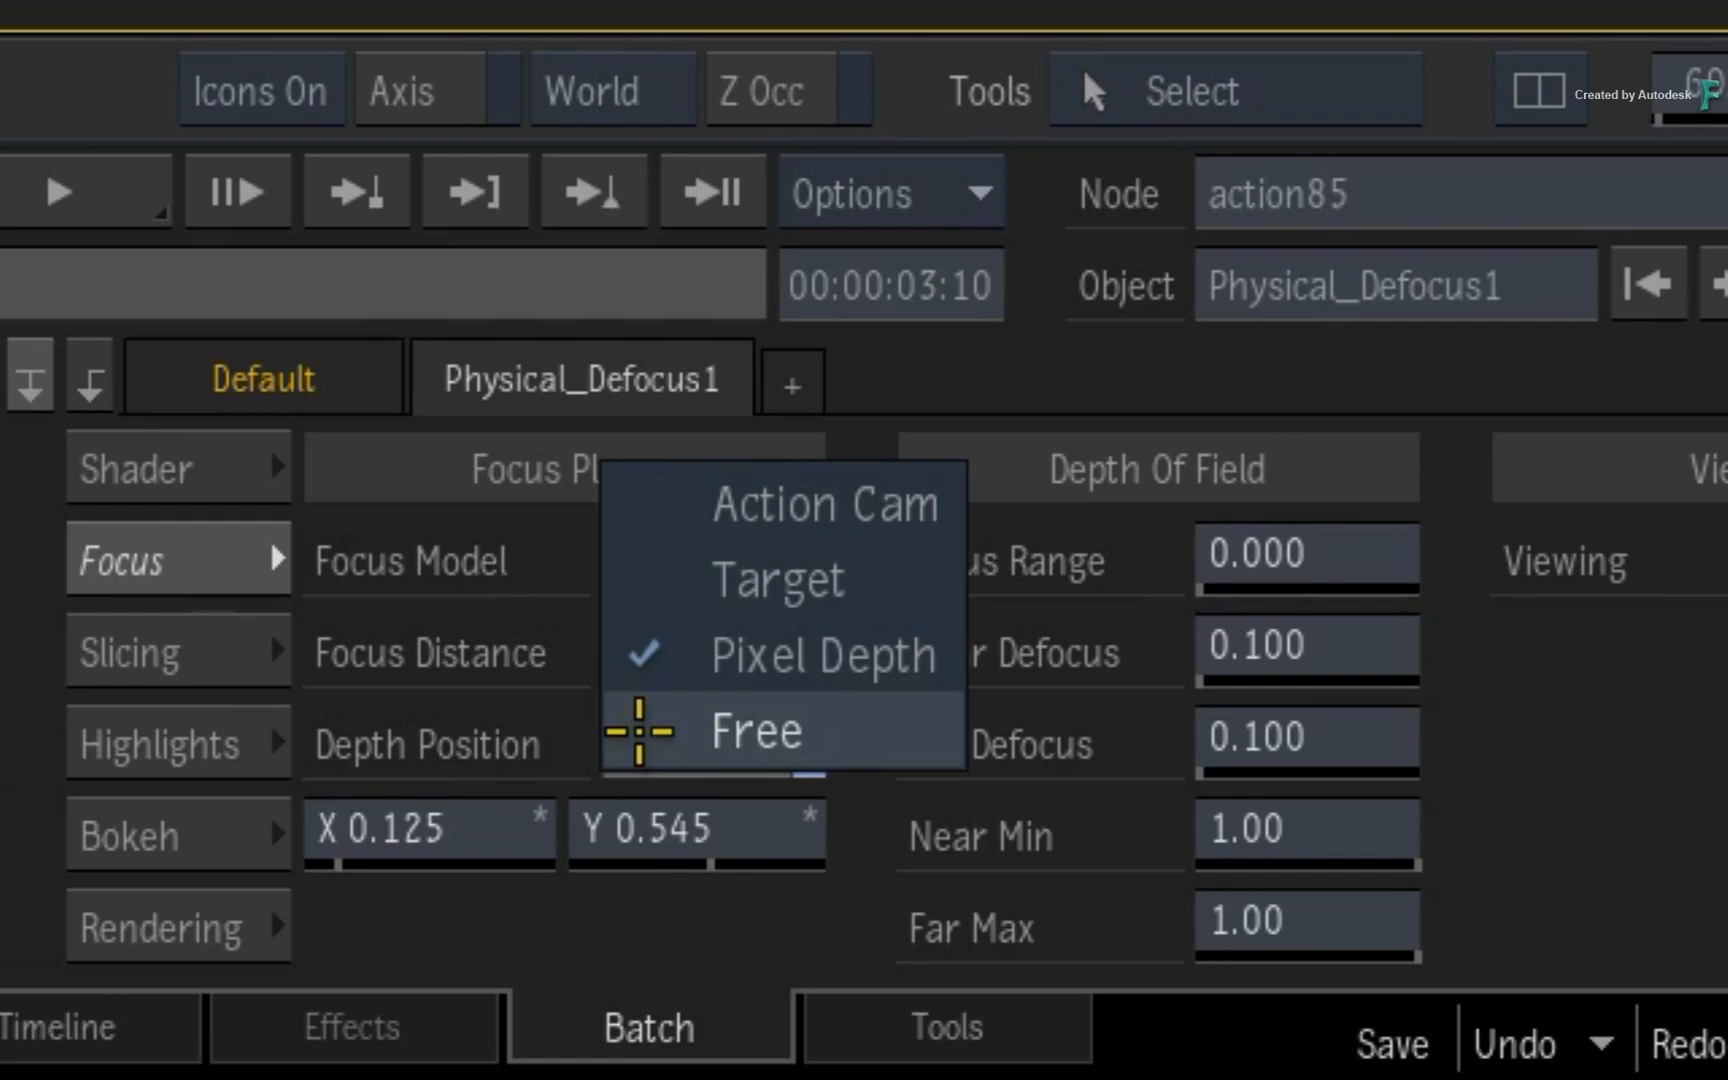 Icons On Axis World Z Occ Tools Select Created by Autodesk
Options Node action85
00:00:03:10 Object Physical_Defocus1
Default Physical_Defocus1 +
Shader Focus Pl Depth Of Field Vie
Action Cam
Focus Focus Model us Range 0.000 Viewing
Target
Slicing Focus Distance Pixel Depth r Defocus 0.100
Highlights Depth Position Free Defocus 0.100
Bokeh X 0.125 * Y 0.545 * Near Min 1.00
Rendering Far Max 1.00
Timeline Effects Batch Tools
Save Undo Redo